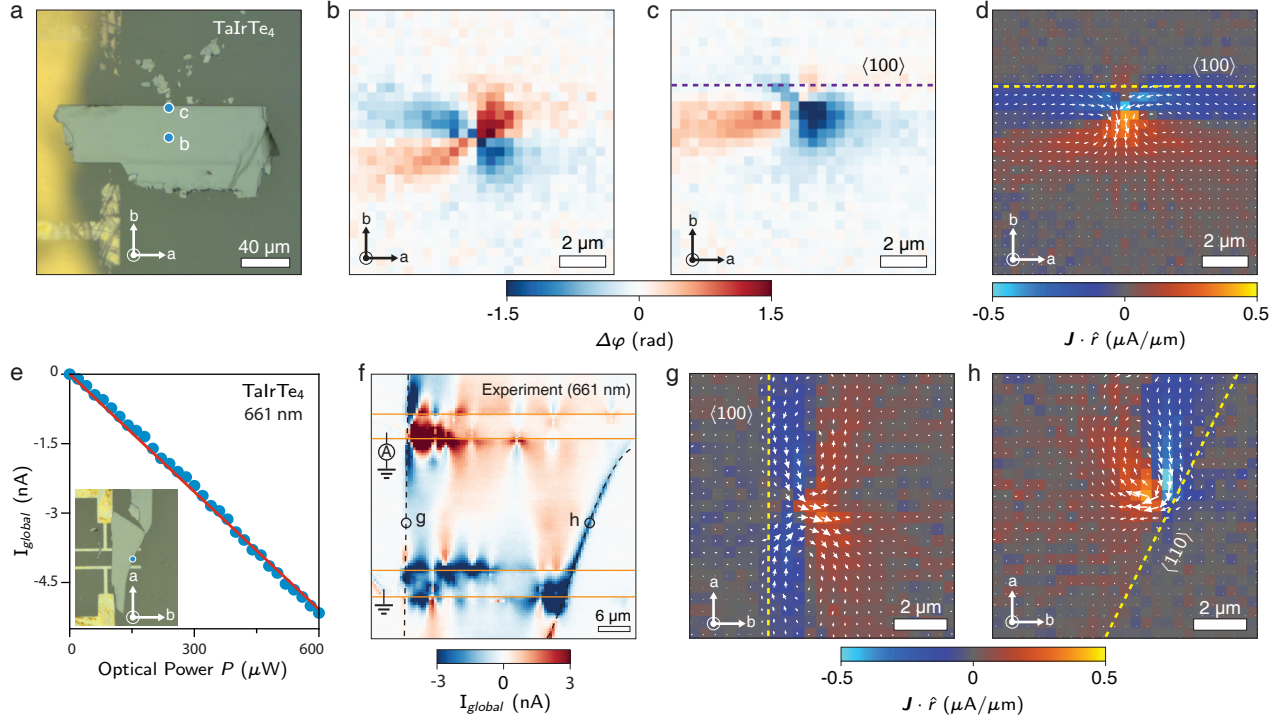 a
TaIrTe₄
c
b
b
a
40 μm
b
b
a
2 μm
-1.5
0
1.5
Δφ (rad)
c
⟨100⟩
b
a
2 μm
d
⟨100⟩
2 μm
-0.5
0
0.5
J · r̂ (μA/μm)
e
TaIrTe₄
661 nm
0
-1.5
-3
-4.5
I_global (nA)
a
b
0
300
600
Optical Power P (μW)
f
Experiment (661 nm)
A
g
h
6 μm
-3
0
3
I_global (nA)
g
⟨100⟩
a
b
2 μm
h
⟨110⟩
a
b
2 μm
-0.5
0
0.5
J · r̂ (μA/μm)